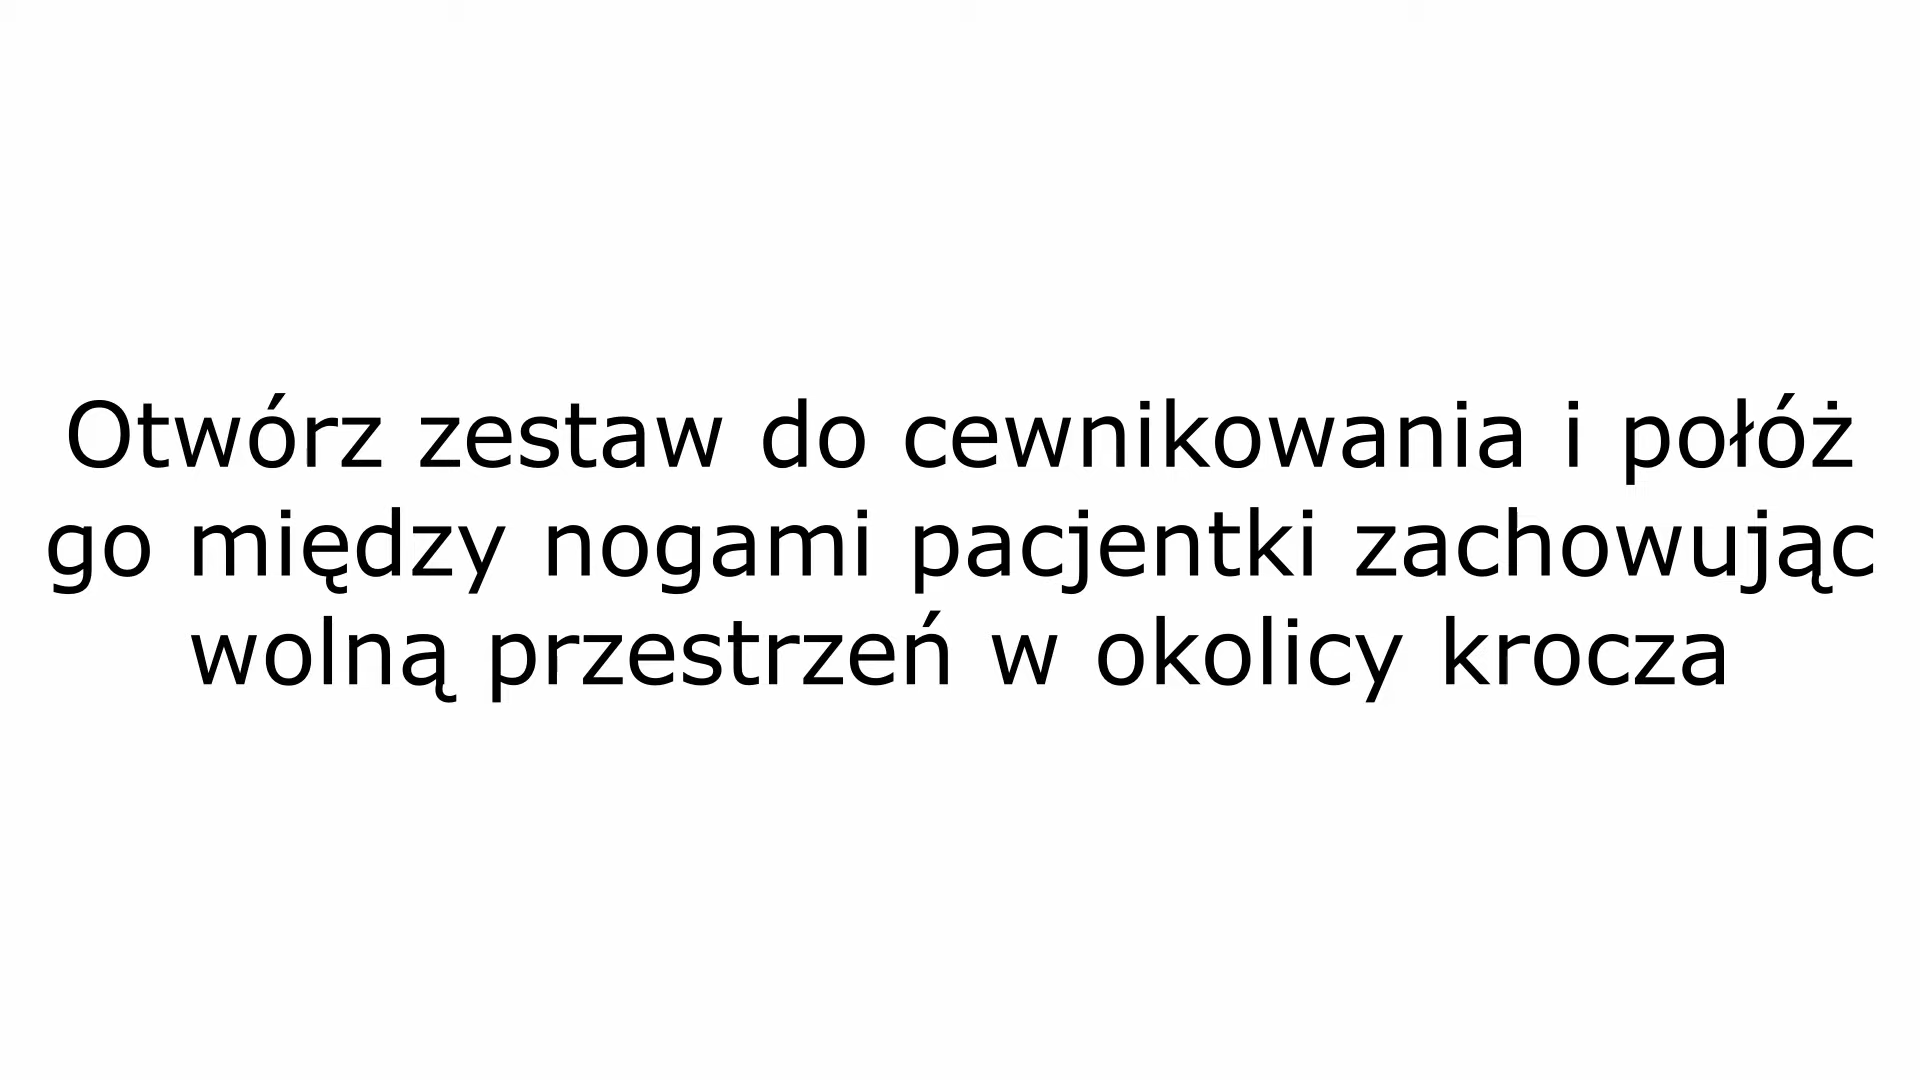 Otwórz zestaw do cewnikowania i połóż
go między nogami pacjentki zachowując
wolną przestrzeń w okolicy krocza